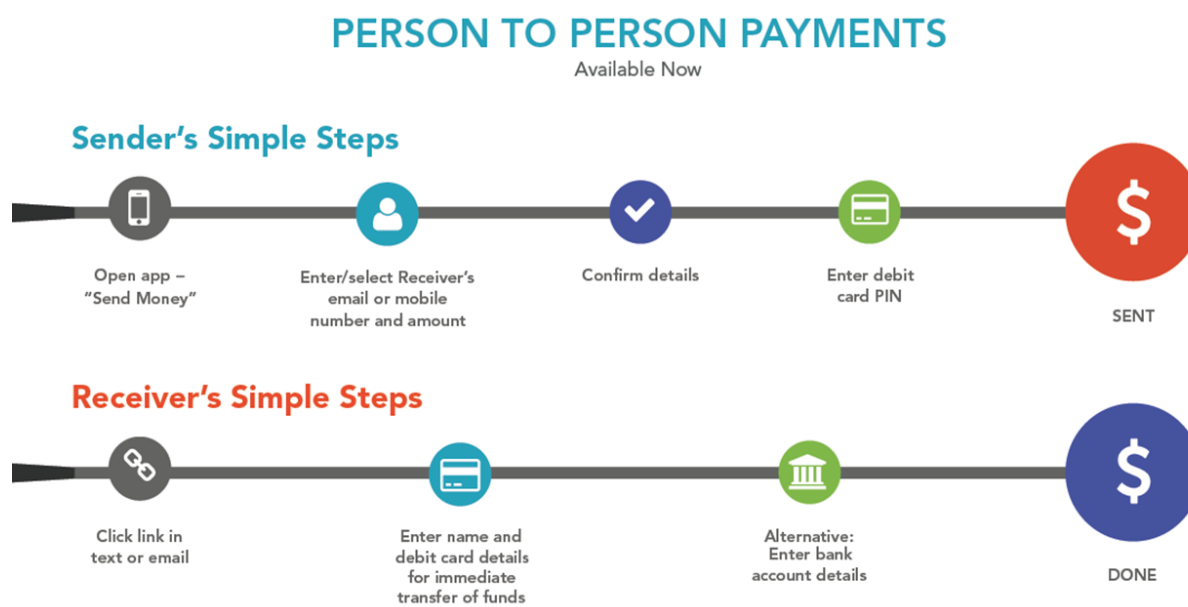 PERSON TO PERSON PAYMENTS
Available Now
Sender's Simple Steps
Open app –
"Send Money"
Enter/select Receiver's
email or mobile
number and amount
Confirm details
Enter debit
card PIN
$
SENT
Receiver's Simple Steps
Click link in
text or email
Enter name and
debit card details
for immediate
transfer of funds
Alternative:
Enter bank
account details
$
DONE